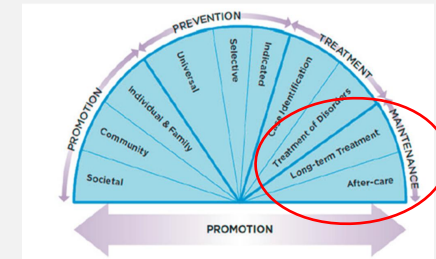 PROMOTION
PREVENTION
TREATMENT
MAINTENANCE
Societal
Community
Individual & Family
Universal
Selective
Indicated
Case Identification
Treatment of Disorders
Long-term Treatment
After-care
PROMOTION